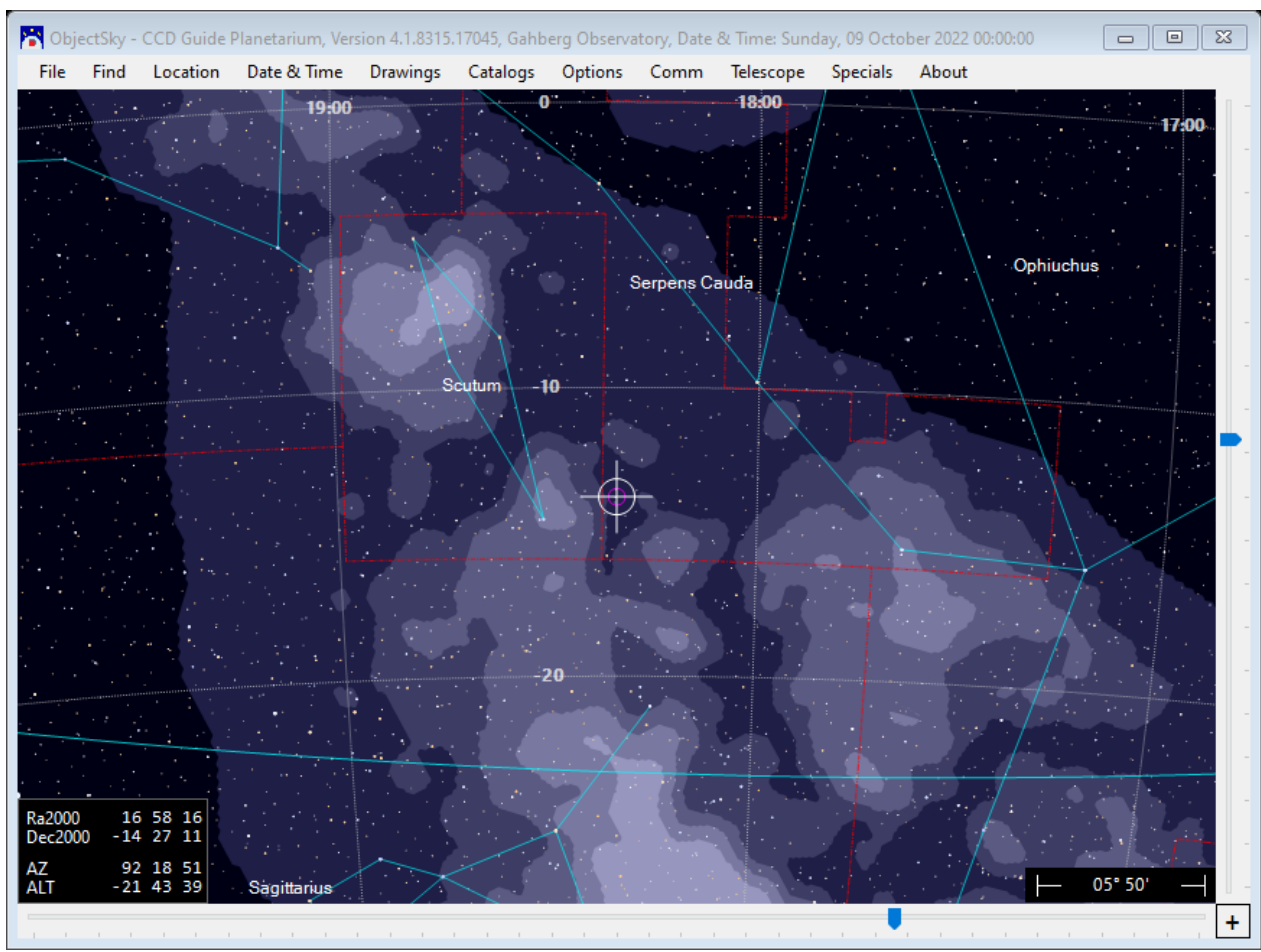 ObjectSky - CCD Guide Planetarium, Version 4.1.8315.17045, Gahberg Observatory, Date & Time: Sunday, 09 October 2022 00:00:00
File Find Location Date & Time Drawings Catalogs Options Comm Telescope Specials About
19:00 0 18:00
17:00
Ophiuchus
Serpens Cauda
Scutum -10
-20
Ra2000 16 58 16
Dec2000 -14 27 11
AZ 92 18 51
ALT -21 43 39
Sagittarius
05° 50'
+